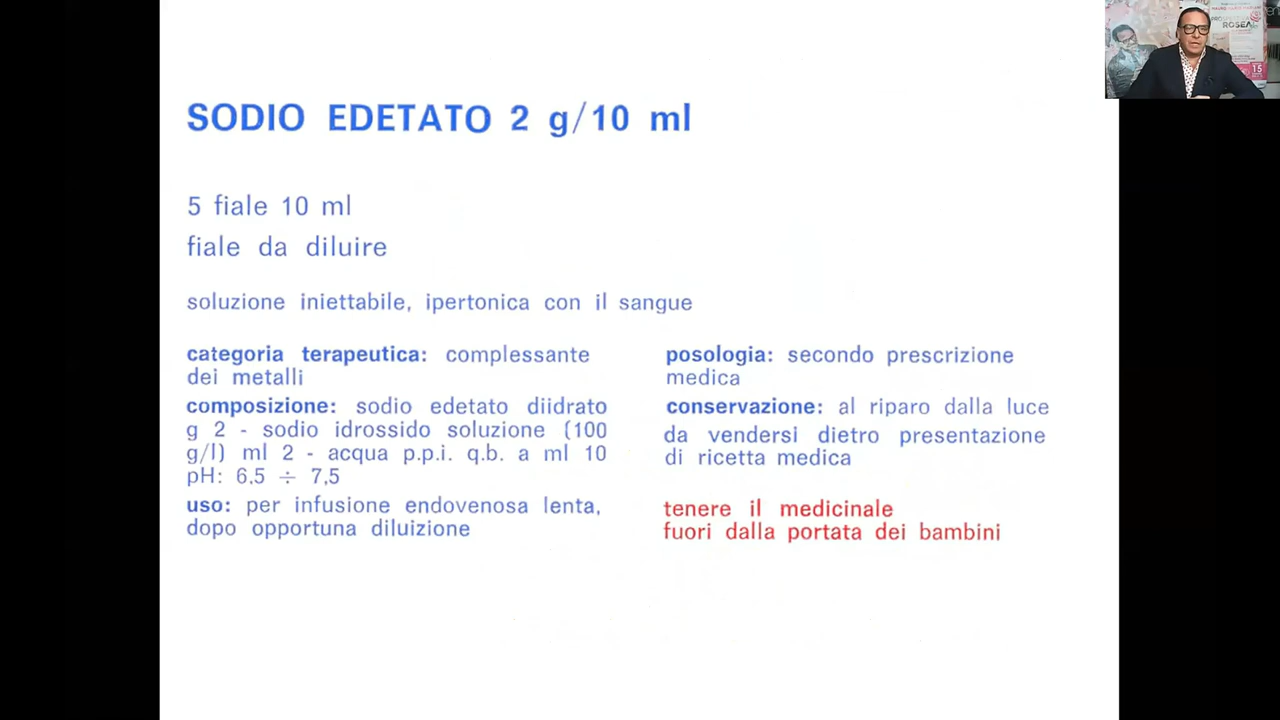 SODIO EDETATO 2 g/10 ml
5 fiale 10 ml
fiale da diluire
soluzione iniettabile, ipertonica con il sangue
categoria terapeutica: complessante
dei metalli
composizione: sodio edetato diidrato
g 2 - sodio idrossido soluzione (100
g/l) ml 2 - acqua p.p.i. q.b. a ml 10
pH: 6.5 ÷ 7,5
uso: per infusione endovenosa lenta,
dopo opportuna diluizione
posologia: secondo prescrizione
medica
conservazione: al riparo dalla luce
da vendersi dietro presentazione
di ricetta medica
tenere il medicinale
fuori dalla portata dei bambini
ROSEA
15